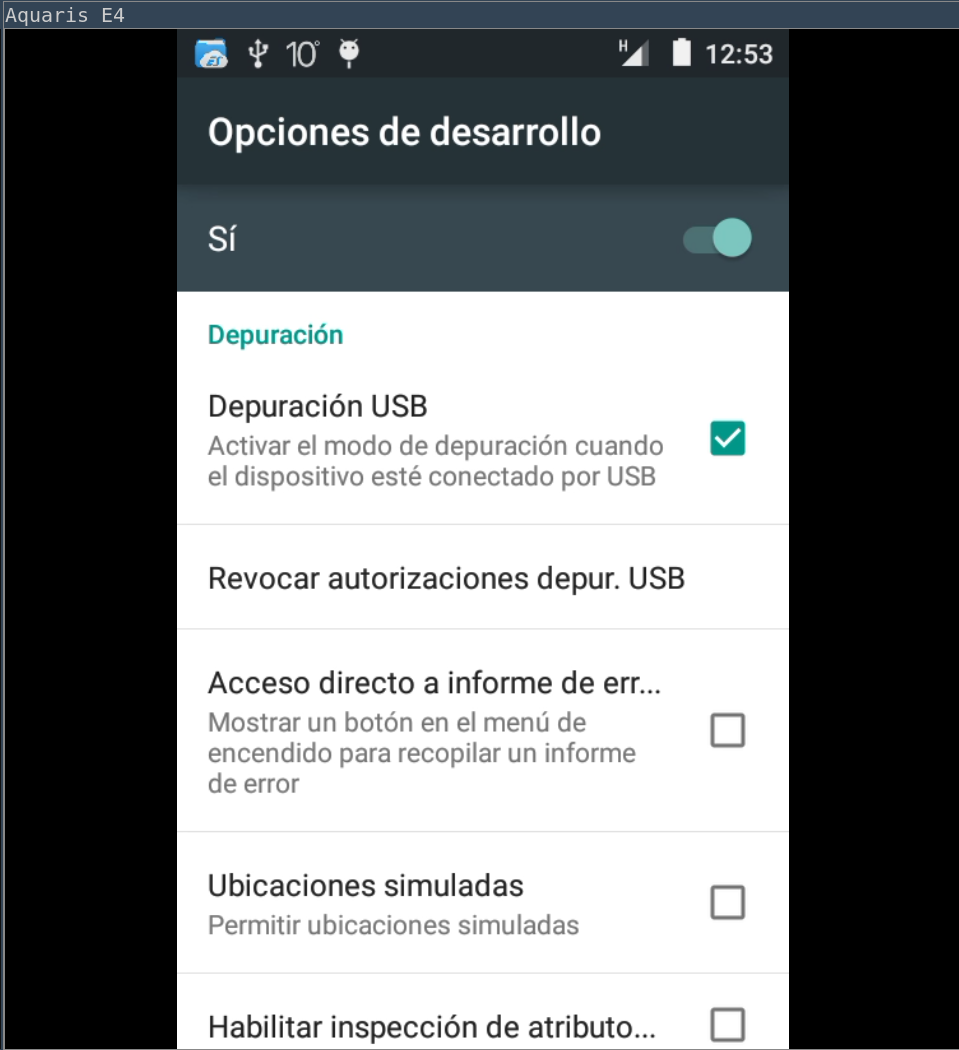 Aquaris E4
10° H 12:53
Opciones de desarrollo
Sí
Depuración
Depuración USB
Activar el modo de depuración cuando
el dispositivo esté conectado por USB
Revocar autorizaciones depur. USB
Acceso directo a informe de err...
Mostrar un botón en el menú de
encendido para recopilar un informe
de error
Ubicaciones simuladas
Permitir ubicaciones simuladas
Habilitar inspección de atributo...